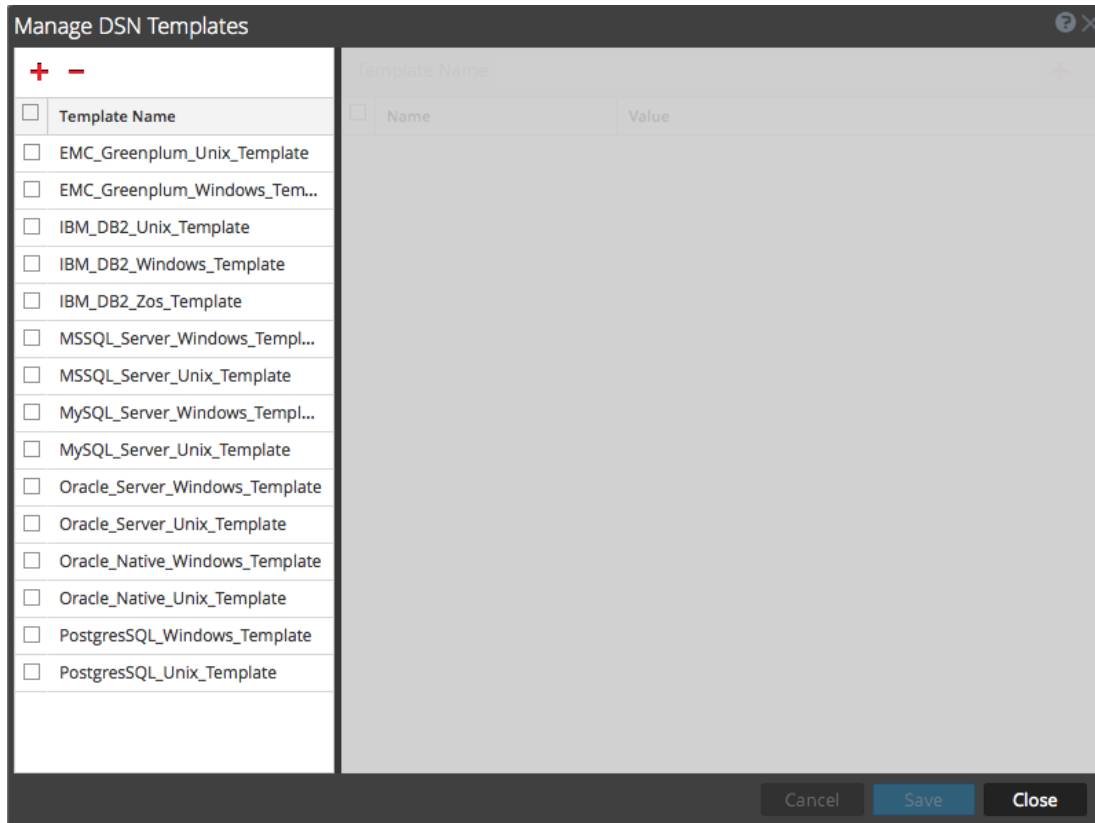 Manage DSN Templates
Template Name
Template Name
Name Value
EMC_Greenplum_Unix_Template
EMC_Greenplum_Windows_Tem...
IBM_DB2_Unix_Template
IBM_DB2_Windows_Template
IBM_DB2_Zos_Template
MSSQL_Server_Windows_Templ...
MSSQL_Server_Unix_Template
MySQL_Server_Windows_Templ...
MySQL_Server_Unix_Template
Oracle_Server_Windows_Template
Oracle_Server_Unix_Template
Oracle_Native_Windows_Template
Oracle_Native_Unix_Template
PostgresSQL_Windows_Template
PostgresSQL_Unix_Template
Cancel Save Close